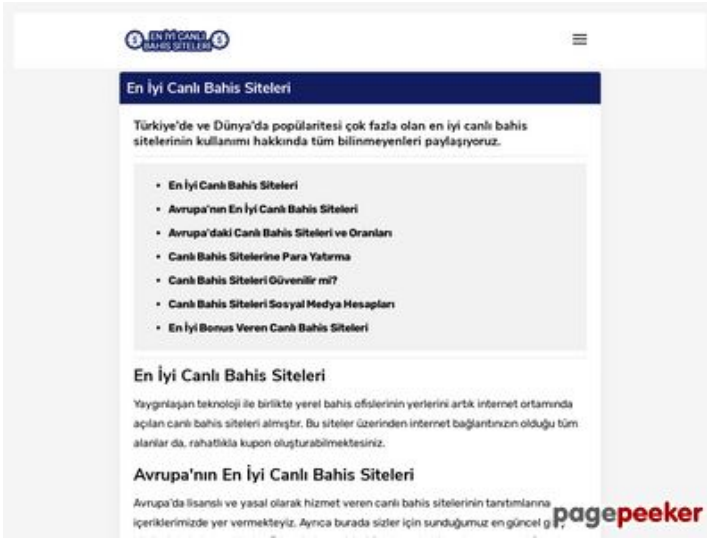 EN İYİ CANLI
BAHİS SİTELERİ
En İyi Canlı Bahis Siteleri
Türkiye'de ve Dünya'da popülaritesi çok fazla olan en iyi canlı bahis
sitelerinin kullanımı hakkında tüm bilinmeyenleri paylaşıyoruz.
• En İyi Canlı Bahis Siteleri
• Avrupa'nın En İyi Canlı Bahis Siteleri
• Avrupa'daki Canlı Bahis Siteleri ve Oranları
• Canlı Bahis Sitelerine Para Yatırma
• Canlı Bahis Siteleri Güvenilir mi?
• Canlı Bahis Siteleri Sosyal Medya Hesapları
• En İyi Bonus Veren Canlı Bahis Siteleri
En İyi Canlı Bahis Siteleri
Yaygınlaşan teknoloji ile birlikte yerel bahis ofislerinin yerlerini artık internet ortamında
açılan canlı bahis siteleri almıştır. Bu siteler üzerinden internet bağlantınızın olduğu tüm
alanlar da, rahatlıkla kupon oluşturabilmektesiniz.
Avrupa'nın En İyi Canlı Bahis Siteleri
Avrupa'da lisanslı ve yasal olarak hizmet veren canlı bahis sitelerinin tanıtımlarına
içeriklerimizde yer vermekteyiz. Ayrıca burada sizler için sunduğumuz en güncel
pagepeeker